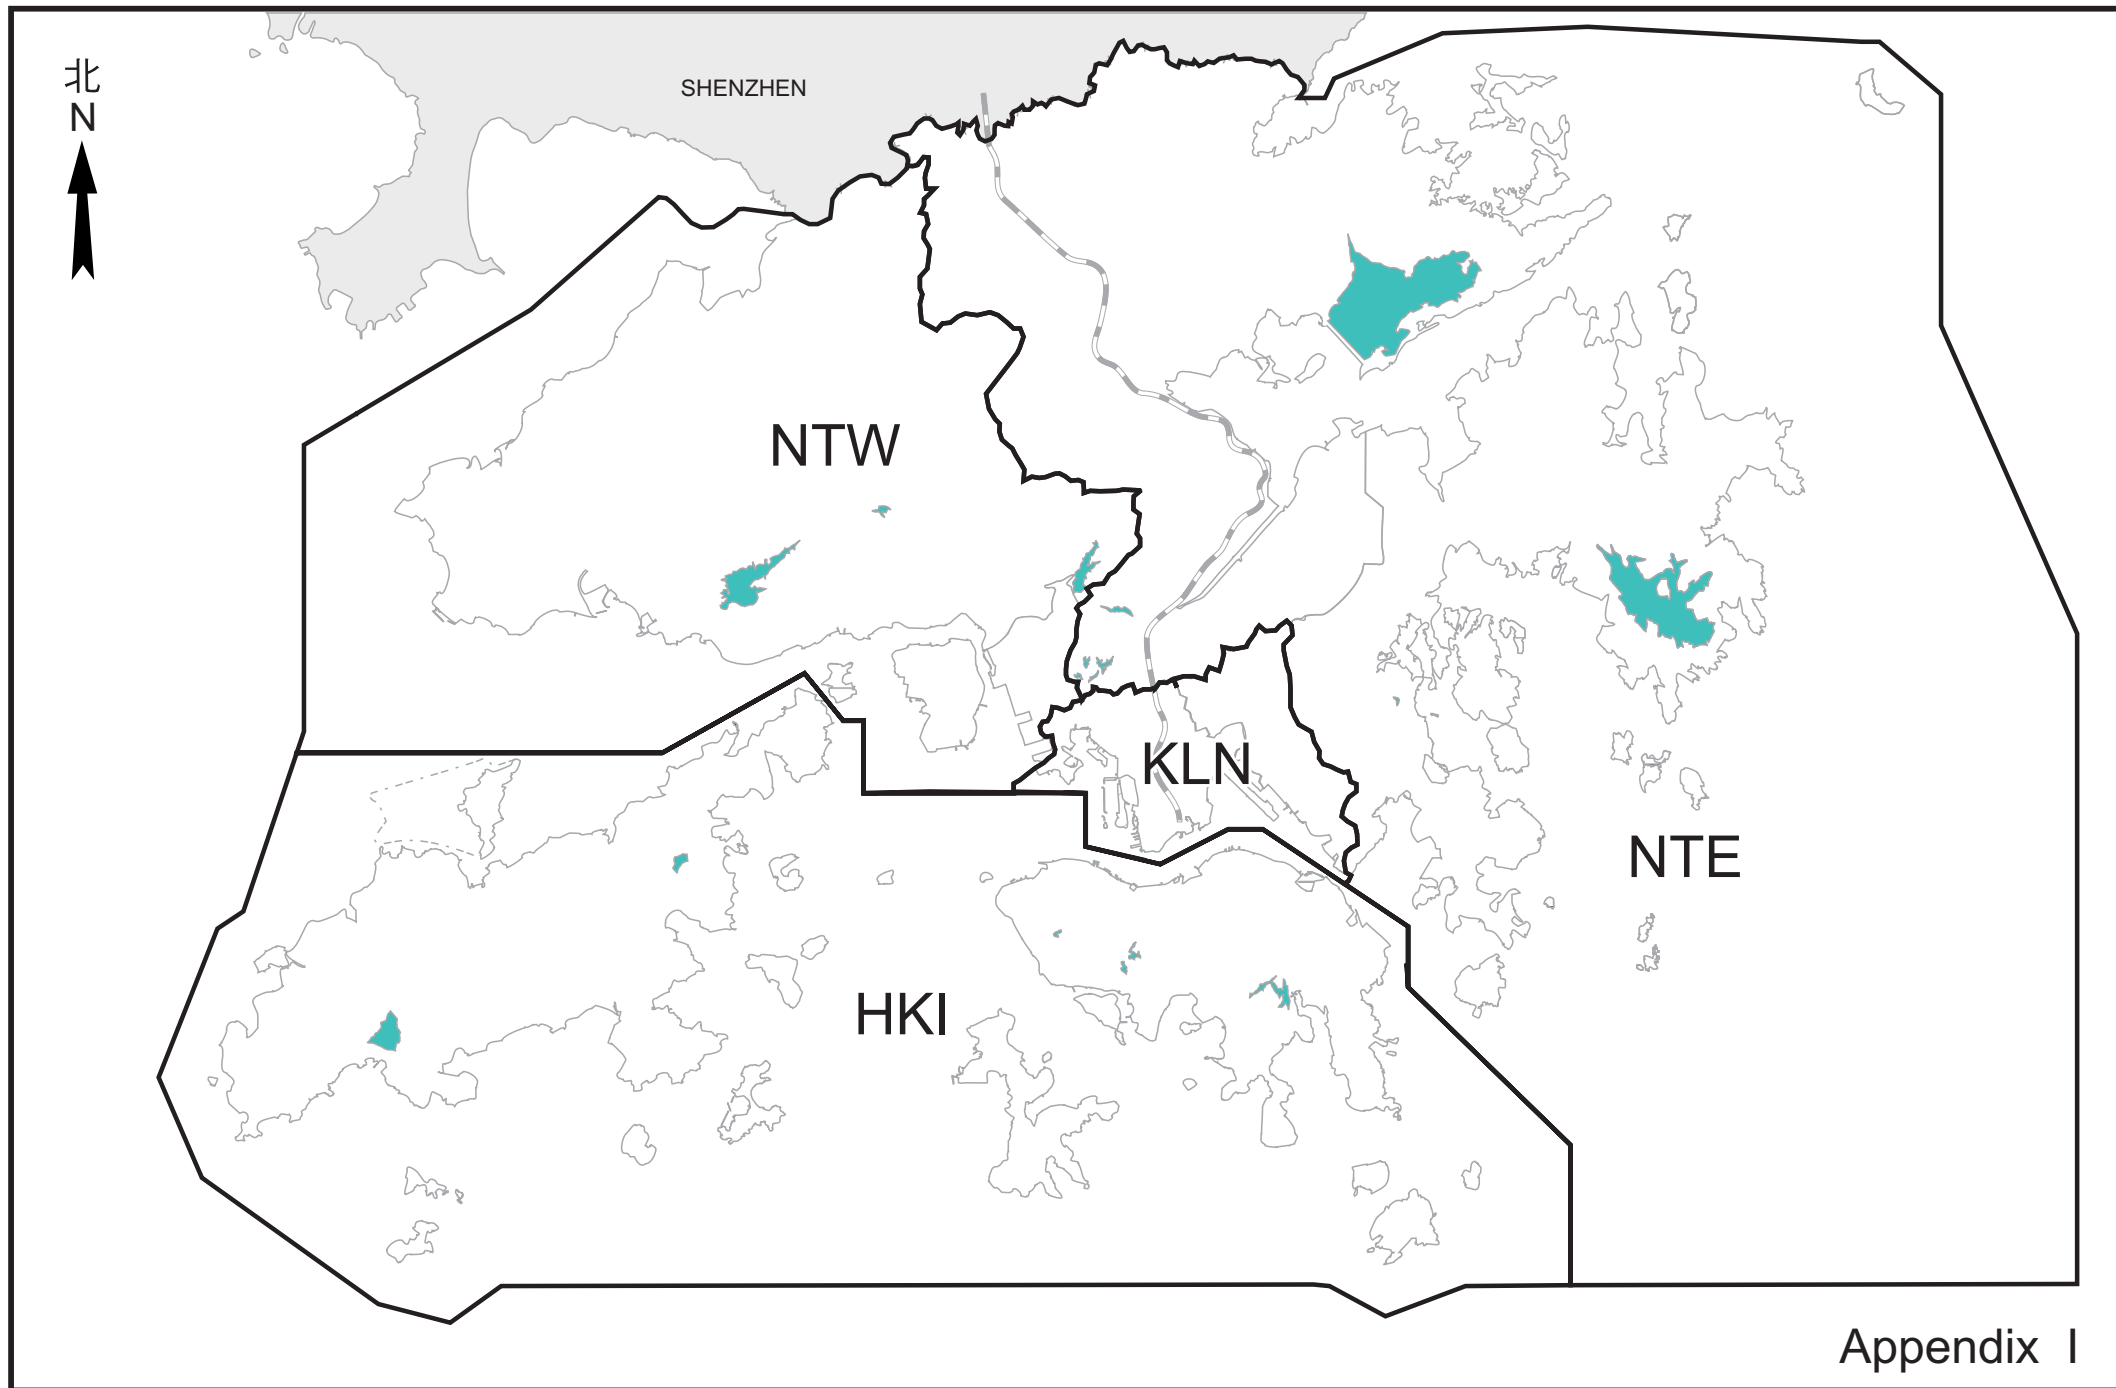 北
N
SHENZHEN
NTW
KLN
NTE
HKI
Appendix I